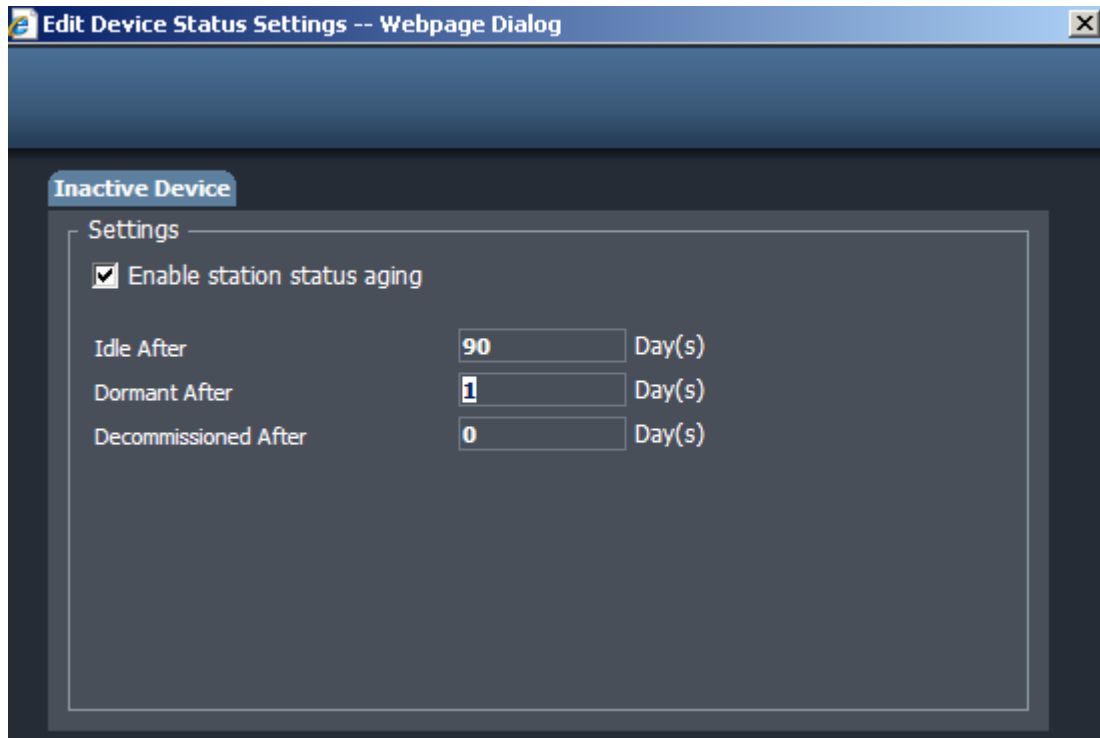 Edit Device Status Settings -- Webpage Dialog
Inactive Device
Settings
Enable station status aging
Idle After 90 Day(s)
Dormant After 1 Day(s)
Decommissioned After 0 Day(s)